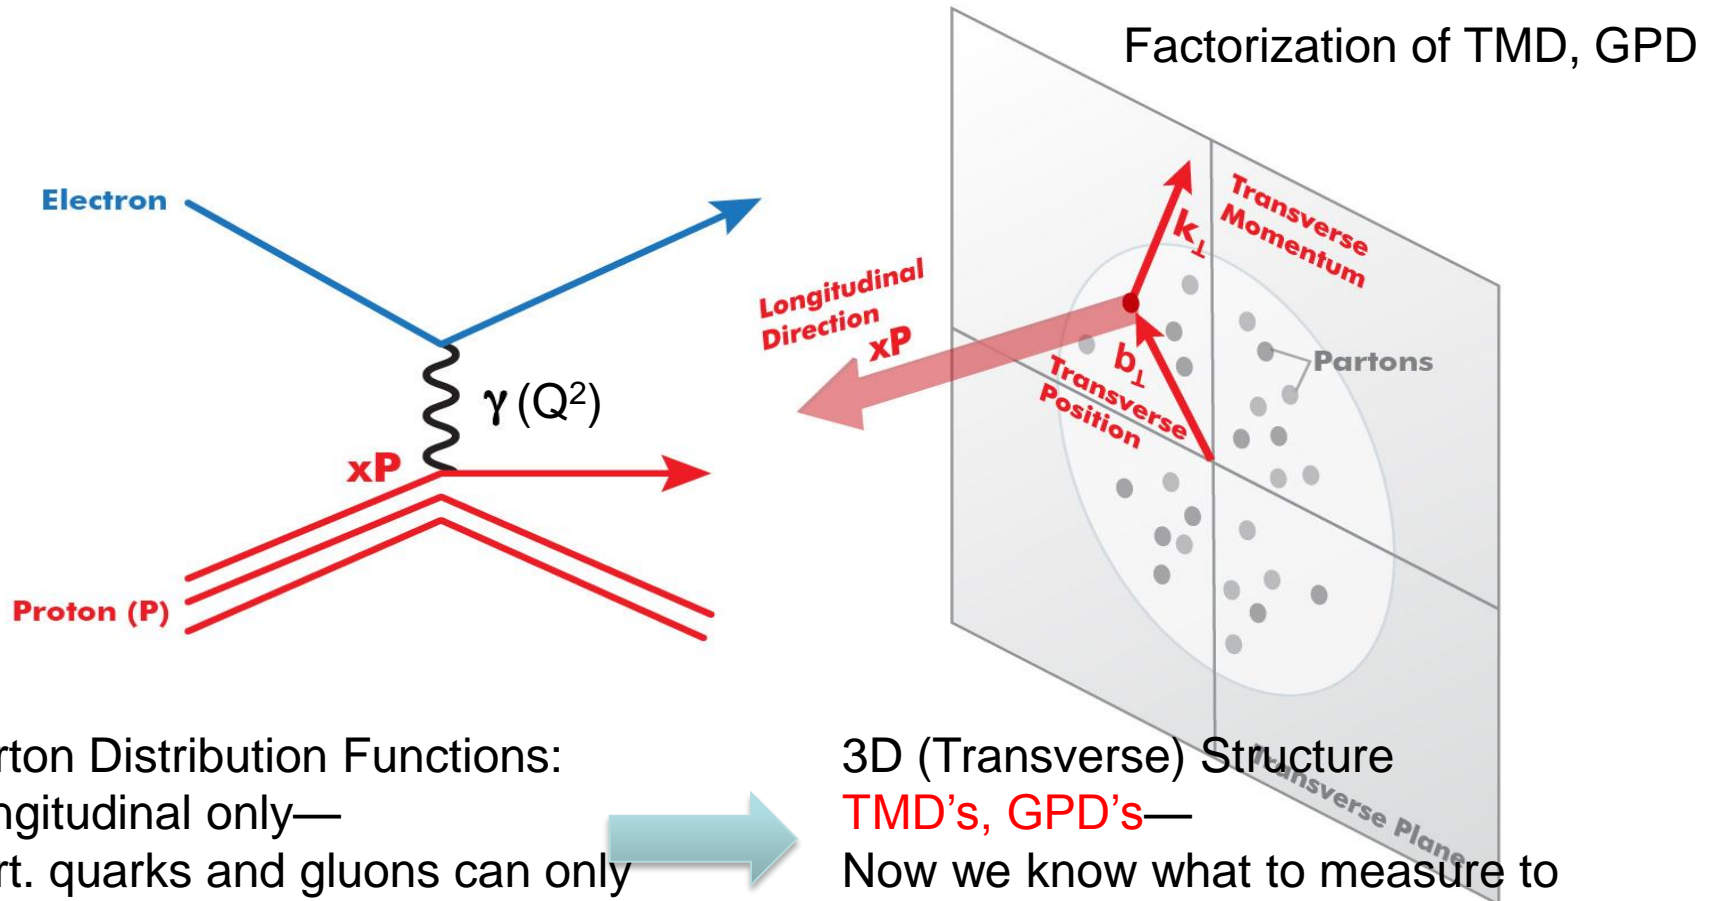 Factorization of TMD, GPD
Electron
γ (Q²)
xP
Proton (P)
Longitudinal
Direction
xP
k⊥
Transverse
Momentum
b⊥
Transverse
Position
Partons
Transverse Plane
rton Distribution Functions:
ngitudinal only—
rt. quarks and gluons can only
3D (Transverse) Structure
TMD’s, GPD’s—
Now we know what to measure to